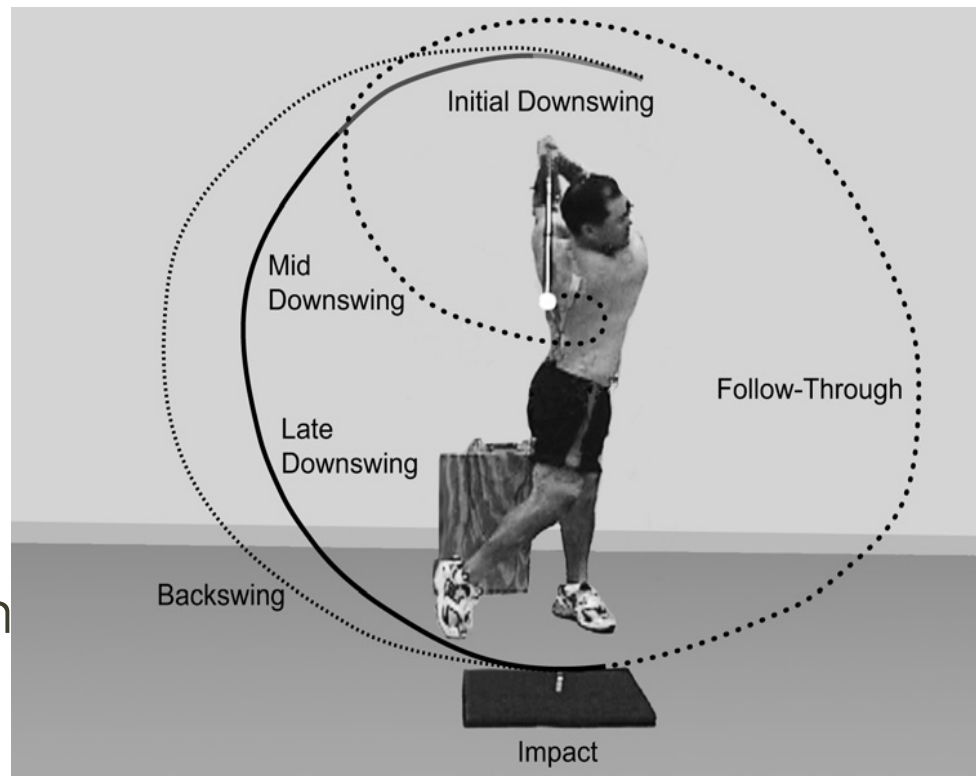 Initial Downswing
Mid
Downswing
Follow-Through
Late
Downswing
Backswing
n
Impact